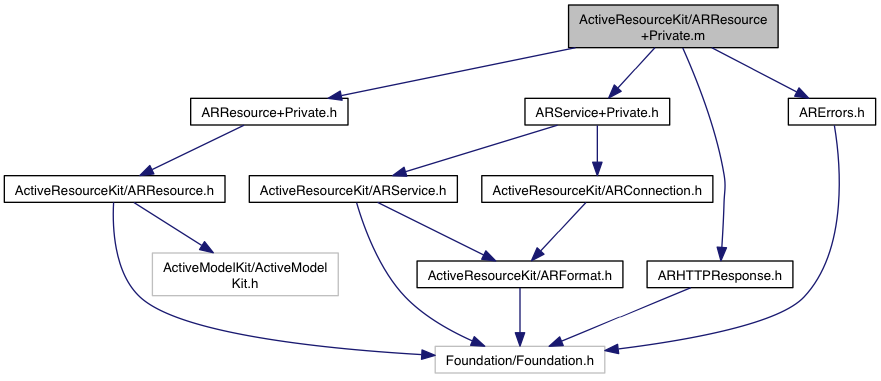 ActiveResourceKit/ARResource
+Private.m
ARResource+Private.h
ARService+Private.h
ARErrors.h
ActiveResourceKit/ARResource.h
ActiveResourceKit/ARService.h
ActiveResourceKit/ARConnection.h
ActiveModelKit/ActiveModel
Kit.h
ActiveResourceKit/ARFormat.h
ARHTTPResponse.h
Foundation/Foundation.h